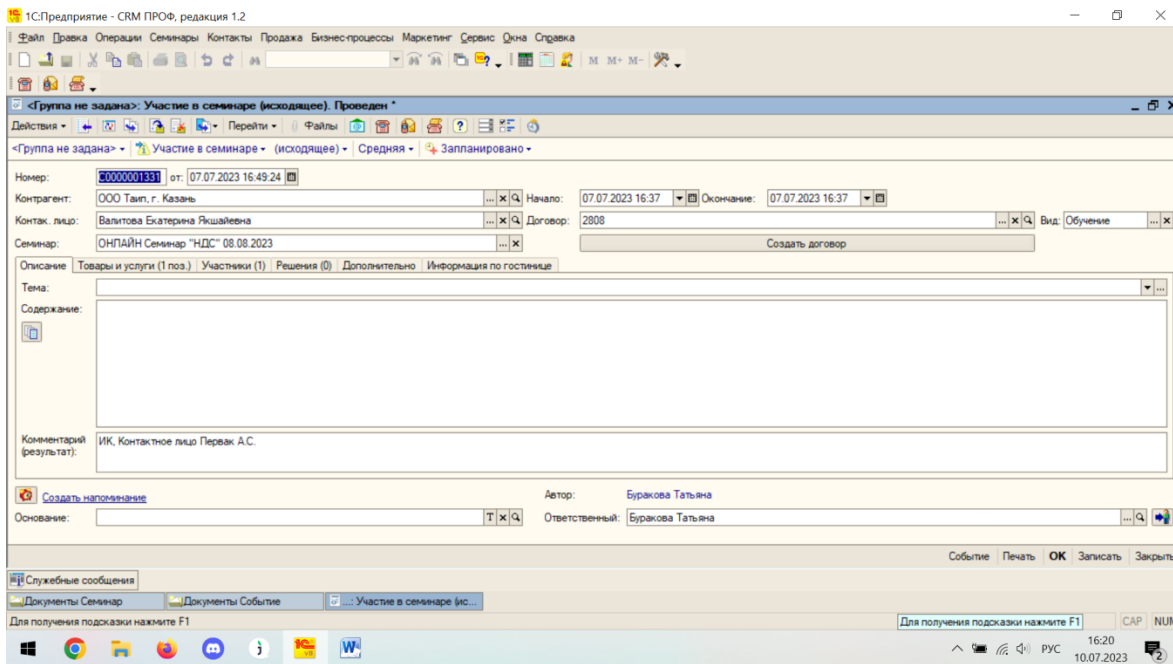 1С:Предприятие - CRM ПРОФ, редакция 1.2
Файл Правка Операции Семинары Контакты Продажа Бизнес-процессы Маркетинг Сервис Окна Справка
M M+ M-
<Группа не задана>: Участие в семинаре (исходящее). Проведен *
Действия Перейти Файлы
<Группа не задана> Участие в семинаре (исходящее) Средняя Запланировано
Номер: С0000001331 от: 07.07.2023 16:49:24
Контрагент: ООО Таип, г. Казань Начало: 07.07.2023 16:37 Окончание: 07.07.2023 16:37
Контак. лицо: Валитова Екатерина Якшайевна Договор: 2808 Вид: Обучение
Семинар: ОНЛАЙН Семинар "НДС" 08.08.2023 Создать договор
Описание Товары и услуги (1 поз.) Участники (1) Решения (0) Дополнительно Информация по гостинице
Тема:
Содержание:
Комментарий ИК, Контактное лицо Первак А.С.
(результат):
Создать напоминание Автор: Буракова Татьяна
Основание: T Ответственный: Буракова Татьяна
Событие Печать OK Записать Закрыть
Служебные сообщения
Документы Семинар Документы Событие ...: Участие в семинаре (ис...
Для получения подсказки нажмите F1 Для получения подсказки нажмите F1 CAP NUM
РУС 16:20
10.07.2023 2